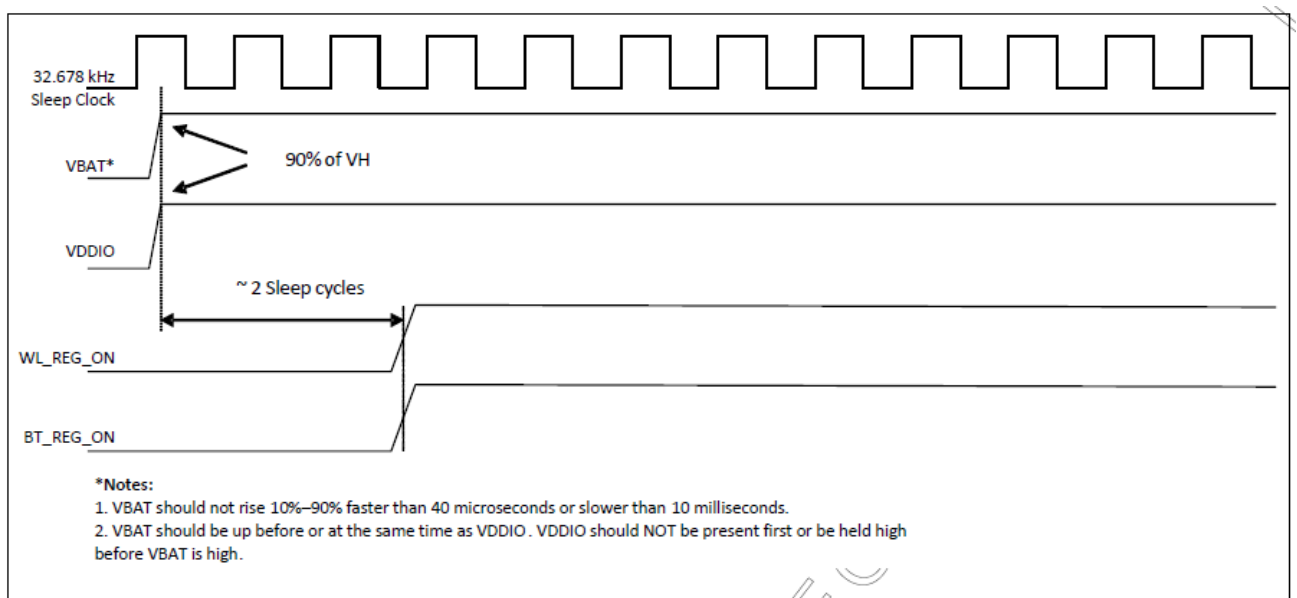 32.678 kHz
Sleep Clock
VBAT*
90% of VH
VDDIO
~ 2 Sleep cycles
WL_REG_ON
BT_REG_ON
*Notes:
1. VBAT should not rise 10%–90% faster than 40 microseconds or slower than 10 milliseconds.
2. VBAT should be up before or at the same time as VDDIO. VDDIO should NOT be present first or be held high
before VBAT is high.